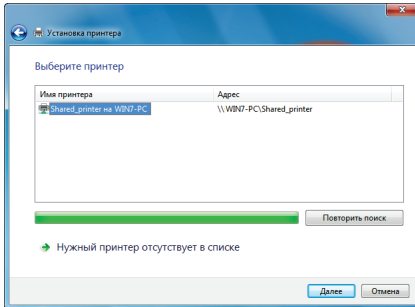 Установка принтера
Выберите принтер
Имя принтера Адрес
Shared_printer на WIN7-PC \\WIN7-PC\Shared_printer
Повторить поиск
Нужный принтер отсутствует в списке
Далее Отмена